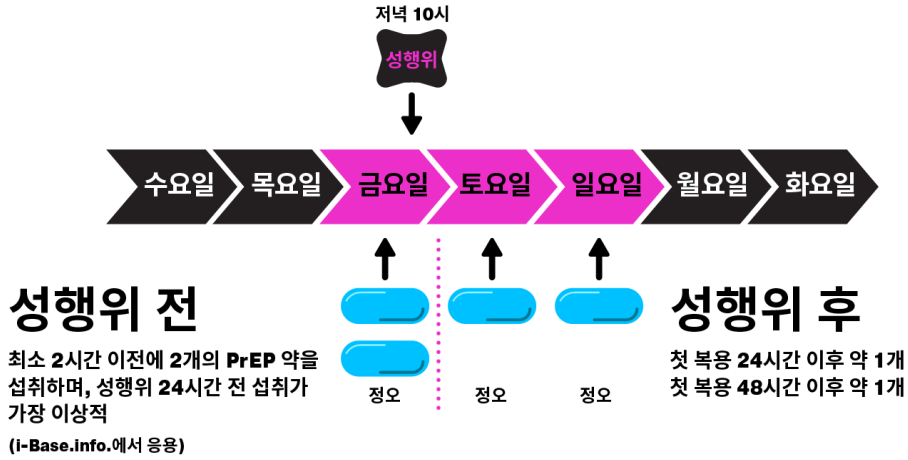 저녁 10시
성행위
수요일
목요일
금요일
토요일
일요일
월요일
화요일
성행위 전
최소 2시간 이전에 2개의 PrEP 약을
섭취하며, 성행위 24시간 전 섭취가
가장 이상적
(i-Base.info.에서 응용)
정오
정오
정오
성행위 후
첫 복용 24시간 이후 약 1개
첫 복용 48시간 이후 약 1개